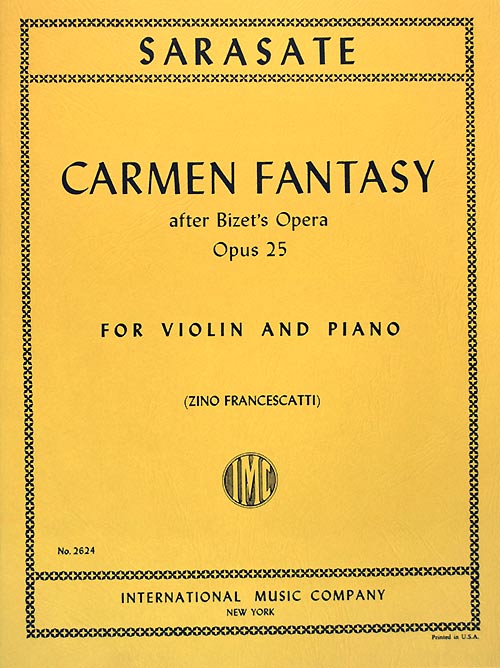 SARASATE
CARMEN FANTASY
after Bizet's Opera
Opus 25
FOR VIOLIN AND PIANO
(ZINO FRANCESCATTI)
IMC
No. 2624
INTERNATIONAL MUSIC COMPANY
NEW YORK
Printed in U.S.A.